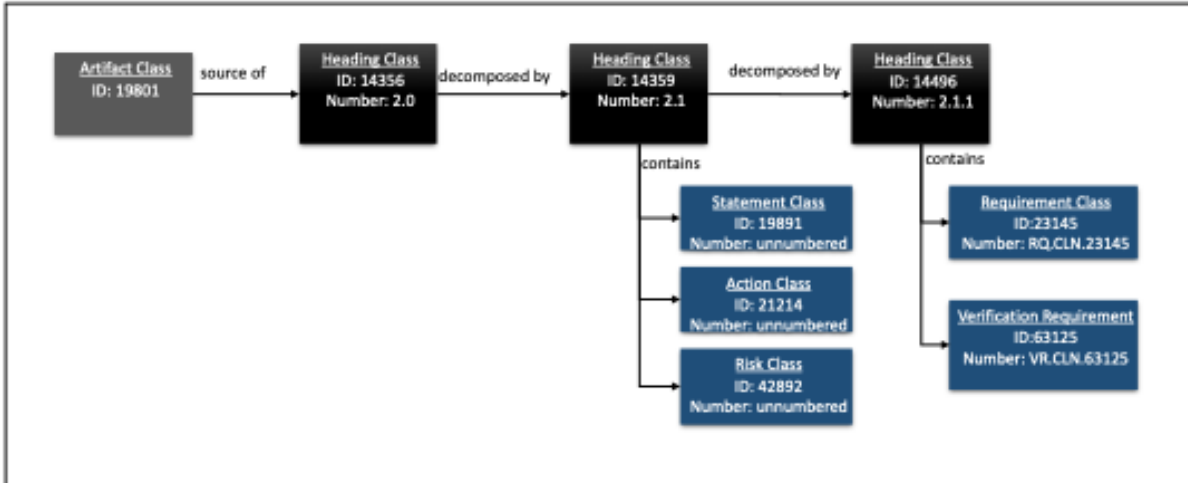 Artifact Class
ID: 19801
source of
Heading Class
ID: 14356
Number: 2.0
decomposed by
Heading Class
ID: 14359
Number: 2.1
decomposed by
Heading Class
ID: 14496
Number: 2.1.1
contains
Statement Class
ID: 19891
Number: unnumbered
Action Class
ID: 21214
Number: unnumbered
Risk Class
ID: 42892
Number: unnumbered
contains
Requirement Class
ID:23145
Number: RQ.CLN.23145
Verification Requirement
ID:63125
Number: VR.CLN.63125